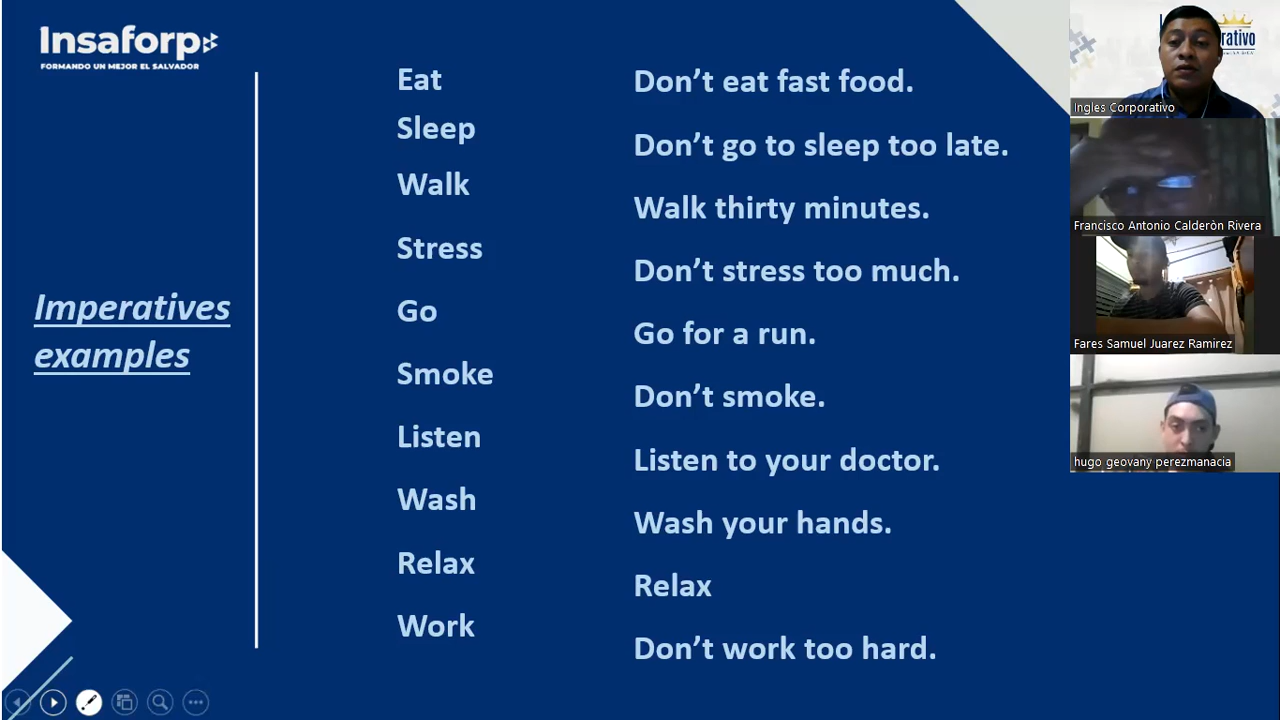 Insaforp
FORMANDO UN MEJOR EL SALVADOR
Imperatives
examples
Eat
Sleep
Walk
Stress
Go
Smoke
Listen
Wash
Relax
Work
Don’t eat fast food.
Don’t go to sleep too late.
Walk thirty minutes.
Don’t stress too much.
Go for a run.
Don’t smoke.
Listen to your doctor.
Wash your hands.
Relax
Don’t work too hard.
Ingles Corporativo
Francisco Antonio Calderòn Rivera
Fares Samuel Juarez Ramirez
hugo geovany perezmanacia